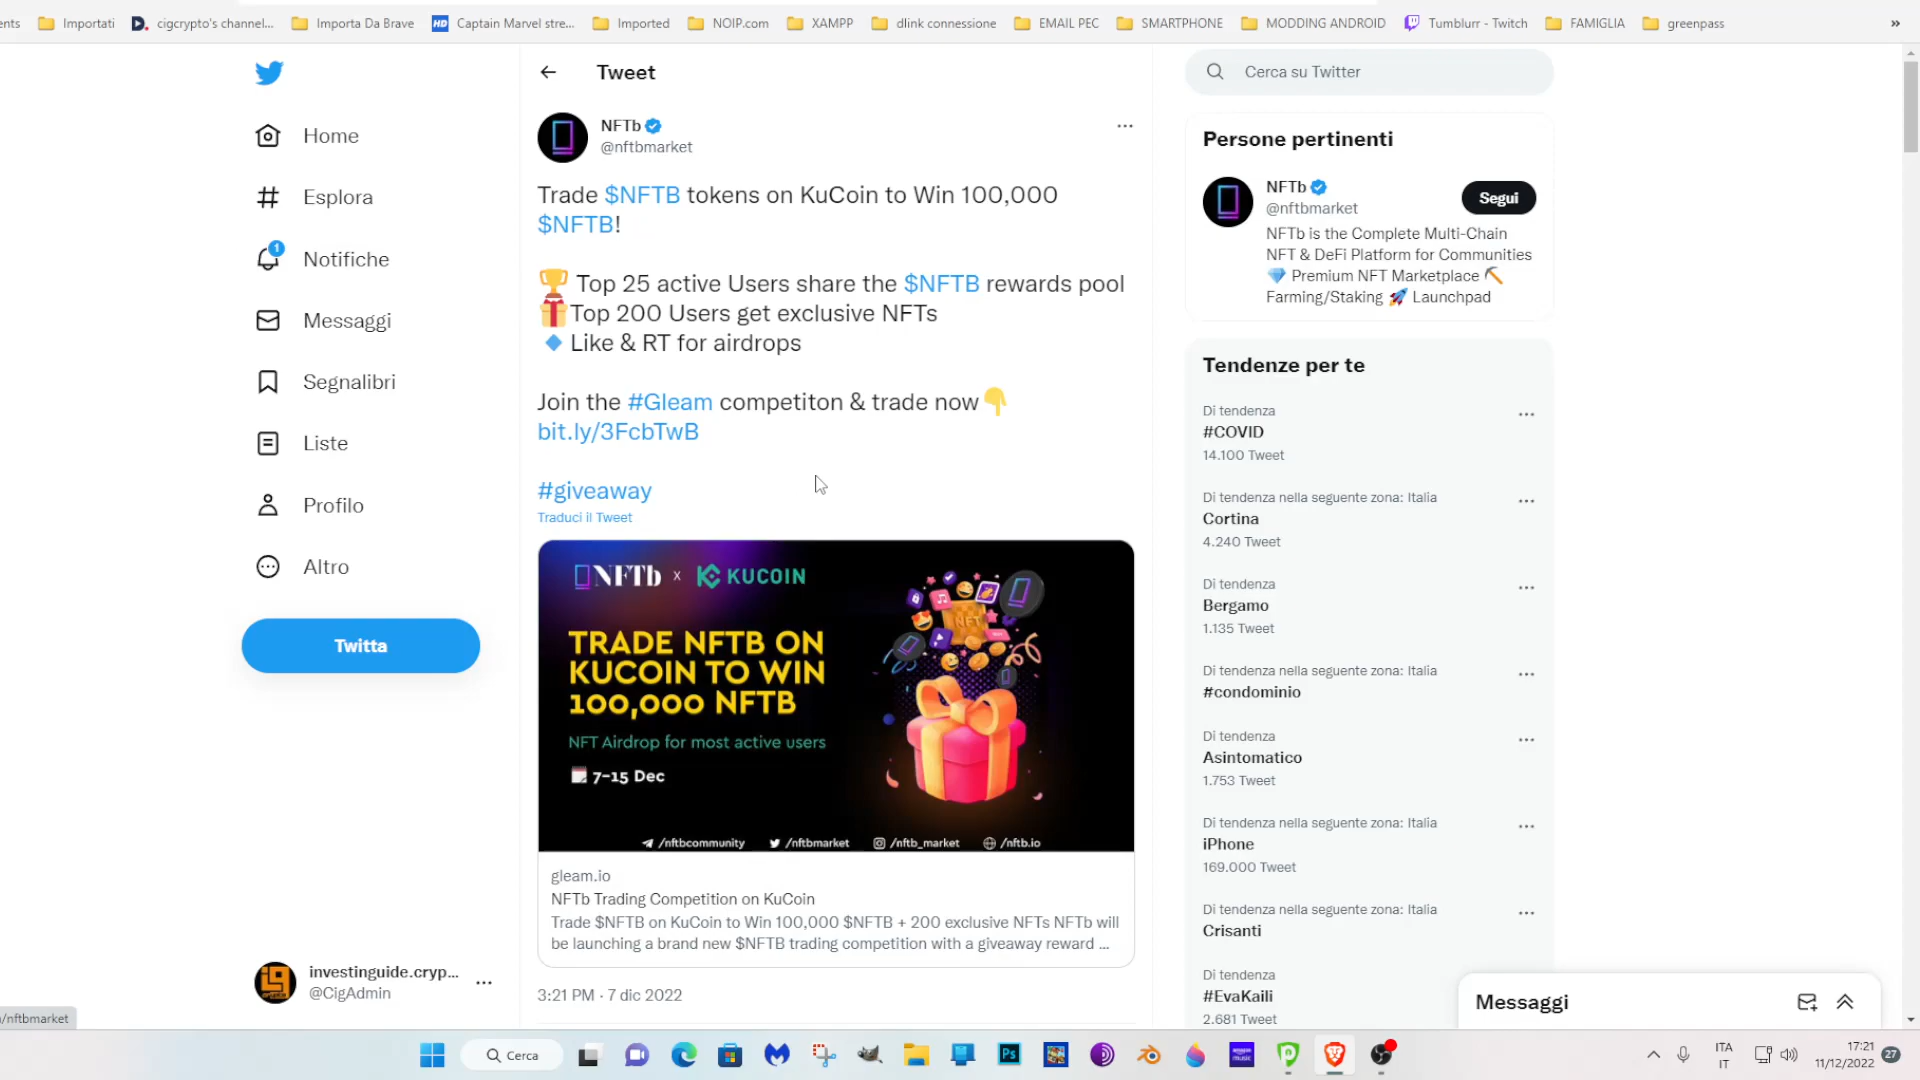 ents
Importati
cigcrypto's channel...
Importa Da Brave
HD
Captain Marvel stre...
Imported
NOIP.com
XAMPP
dlink connessione
EMAIL PEC
SMARTPHONE
MODDING ANDROID
Tumblurr - Twitch
FAMIGLIA
greenpass
»
Home
Esplora
1
Notifiche
Messaggi
Segnalibri
Liste
Profilo
Altro
Twitta
investinguide.cryp...
@CigAdmin
/nftbmarket
Tweet
NFTb
@nftbmarket
Trade $NFTB tokens on KuCoin to Win 100,000
$NFTB!
🏆 Top 25 active Users share the $NFTB rewards pool
🎁Top 200 Users get exclusive NFTs
🔹 Like & RT for airdrops
Join the #Gleam competiton & trade now👇
bit.ly/3FcbTwB
#giveaway
Traduci il Tweet
NFTb x KUCOIN
TRADE NFTB ON
KUCOIN TO WIN
100,000 NFTB
NFT Airdrop for most active users
7-15 Dec
NFT
/nftbcommunity
/nftbmarket
/nftb_market
/nftb.io
gleam.io
NFTb Trading Competition on KuCoin
Trade $NFTB on KuCoin to Win 100,000 $NFTB + 200 exclusive NFTs NFTb will
be launching a brand new $NFTB trading competition with a giveaway reward ...
3:21 PM · 7 dic 2022
Cerca su Twitter
Persone pertinenti
NFTb
@nftbmarket
Segui
NFTb is the Complete Multi-Chain
NFT & DeFi Platform for Communities
💎 Premium NFT Marketplace ⛏️
Farming/Staking 🚀 Launchpad
Tendenze per te
Di tendenza
#COVID
14.100 Tweet
Di tendenza nella seguente zona: Italia
Cortina
4.240 Tweet
Di tendenza
Bergamo
1.135 Tweet
Di tendenza nella seguente zona: Italia
#condominio
Di tendenza
Asintomatico
1.753 Tweet
Di tendenza nella seguente zona: Italia
iPhone
169.000 Tweet
Di tendenza nella seguente zona: Italia
Crisanti
Di tendenza
#EvaKaili
2.681 Tweet
Messaggi
Cerca
Ps
amazon music
ITA
IT
17:21
11/12/2022
27